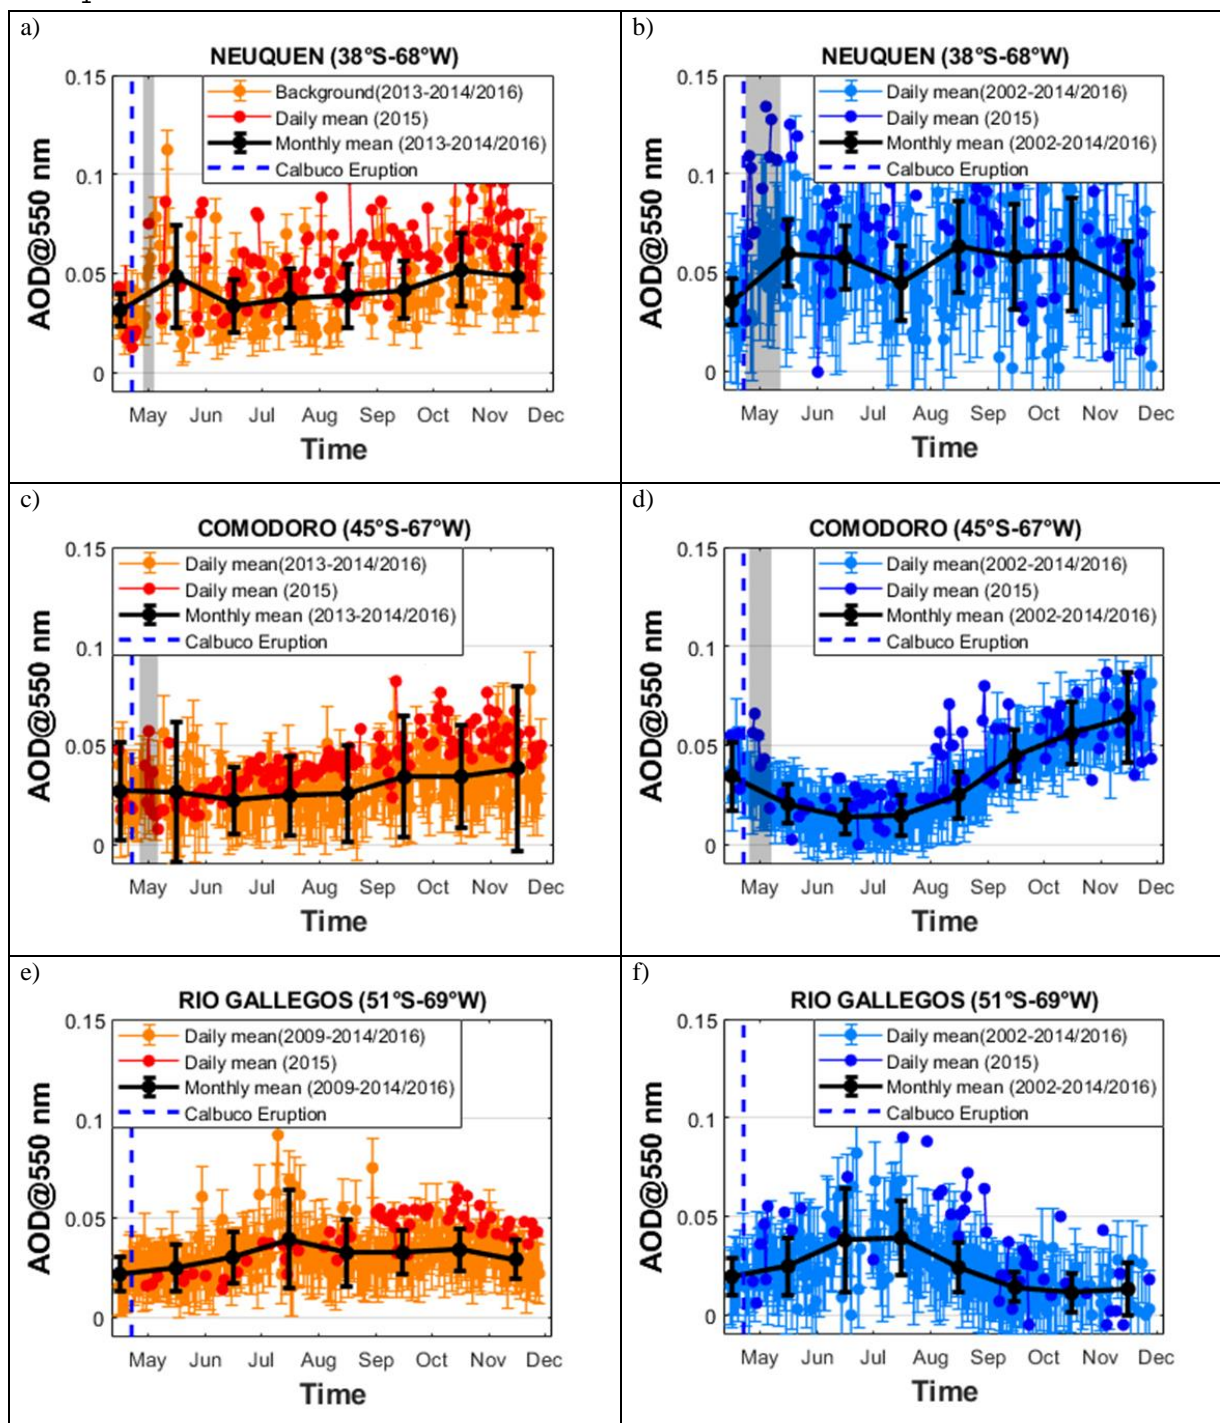 a)
NEUQUEN (38°S-68°W)
0.15
Background(2013-2014/2016)
Daily mean (2015)
Monthly mean (2013-2014/2016)
Calbuco Eruption
0.1
0.05
0
AOD@550 nm
May Jun Jul Aug Sep Oct Nov Dec
Time
b)
NEUQUEN (38°S-68°W)
0.15
Daily mean(2002-2014/2016)
Daily mean (2015)
Monthly mean (2002-2014/2016)
Calbuco Eruption
0.1
0.05
0
AOD@550 nm
May Jun Jul Aug Sep Oct Nov Dec
Time
c)
COMODORO (45°S-67°W)
0.15
Daily mean(2013-2014/2016)
Daily mean (2015)
Monthly mean (2013-2014/2016)
Calbuco Eruption
0.1
0.05
0
AOD@550 nm
May Jun Jul Aug Sep Oct Nov Dec
Time
d)
COMODORO (45°S-67°W)
0.15
Daily mean(2002-2014/2016)
Daily mean (2015)
Monthly mean (2002-2014/2016)
Calbuco Eruption
0.1
0.05
0
AOD@550 nm
May Jun Jul Aug Sep Oct Nov Dec
Time
e)
RIO GALLEGOS (51°S-69°W)
0.15
Daily mean(2009-2014/2016)
Daily mean (2015)
Monthly mean (2009-2014/2016)
Calbuco Eruption
0.1
0.05
0
AOD@550 nm
May Jun Jul Aug Sep Oct Nov Dec
Time
f)
RIO GALLEGOS (51°S-69°W)
0.15
Daily mean(2002-2014/2016)
Daily mean (2015)
Monthly mean (2002-2014/2016)
Calbuco Eruption
0.1
0.05
0
AOD@550 nm
May Jun Jul Aug Sep Oct Nov Dec
Time